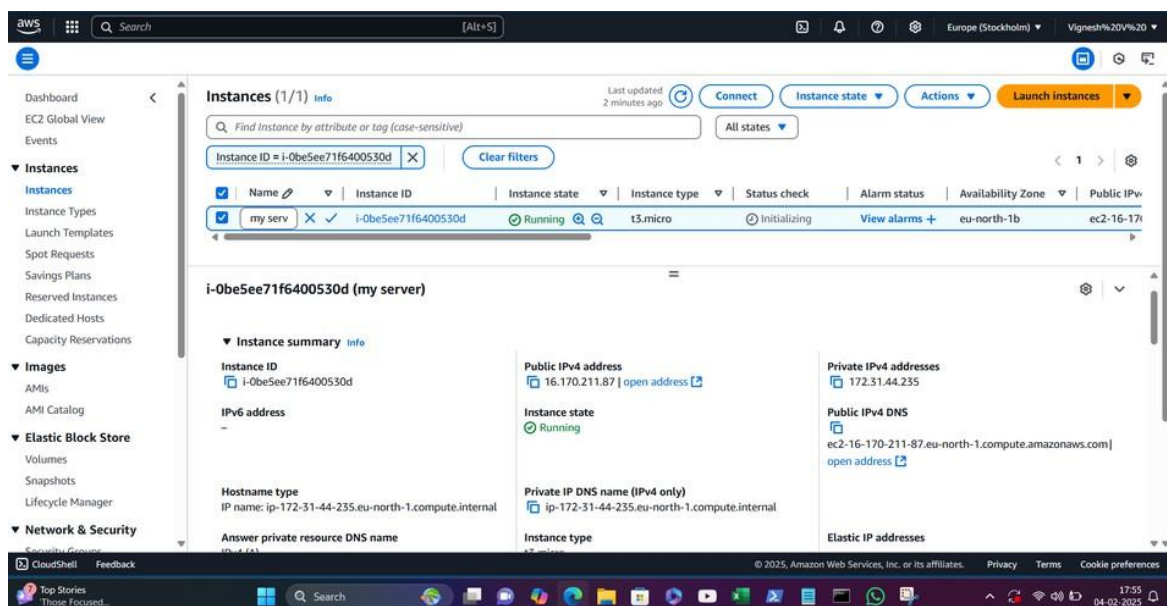 aws
Search [Alt+S]
Europe (Stockholm) ▼ Vignesh%20V%20 ▼
Dashboard
EC2 Global View
Events
▼ Instances
Instances
Instance Types
Launch Templates
Spot Requests
Savings Plans
Reserved Instances
Dedicated Hosts
Capacity Reservations
▼ Images
AMIs
AMI Catalog
▼ Elastic Block Store
Volumes
Snapshots
Lifecycle Manager
▼ Network & Security
Security Groups
Instances (1/1) Info
Last updated
2 minutes ago
Connect
Instance state ▼
Actions ▼
Launch instances ▼
Find Instance by attribute or tag (case-sensitive)
All states ▼
Instance ID = i-0be5ee71f6400530d
Clear filters
1
Name Instance ID Instance state Instance type Status check Alarm status Availability Zone Public IPv
my serv i-0be5ee71f6400530d Running t3.micro Initializing View alarms + eu-north-1b ec2-16-170
i-0be5ee71f6400530d (my server)
▼ Instance summary Info
Instance ID
i-0be5ee71f6400530d
Public IPv4 address
16.170.211.87 | open address
Private IPv4 addresses
172.31.44.235
IPv6 address
–
Instance state
Running
Public IPv4 DNS
ec2-16-170-211-87.eu-north-1.compute.amazonaws.com |
open address
Hostname type
IP name: ip-172-31-44-235.eu-north-1.compute.internal
Private IP DNS name (IPv4 only)
ip-172-31-44-235.eu-north-1.compute.internal
Answer private resource DNS name
IPv4 (A)
Instance type
t3.micro
Elastic IP addresses
CloudShell Feedback
© 2025, Amazon Web Services, Inc. or its affiliates. Privacy Terms Cookie preferences
7
Top Stories
'Those Focused...
Search
17:55
04-02-2025